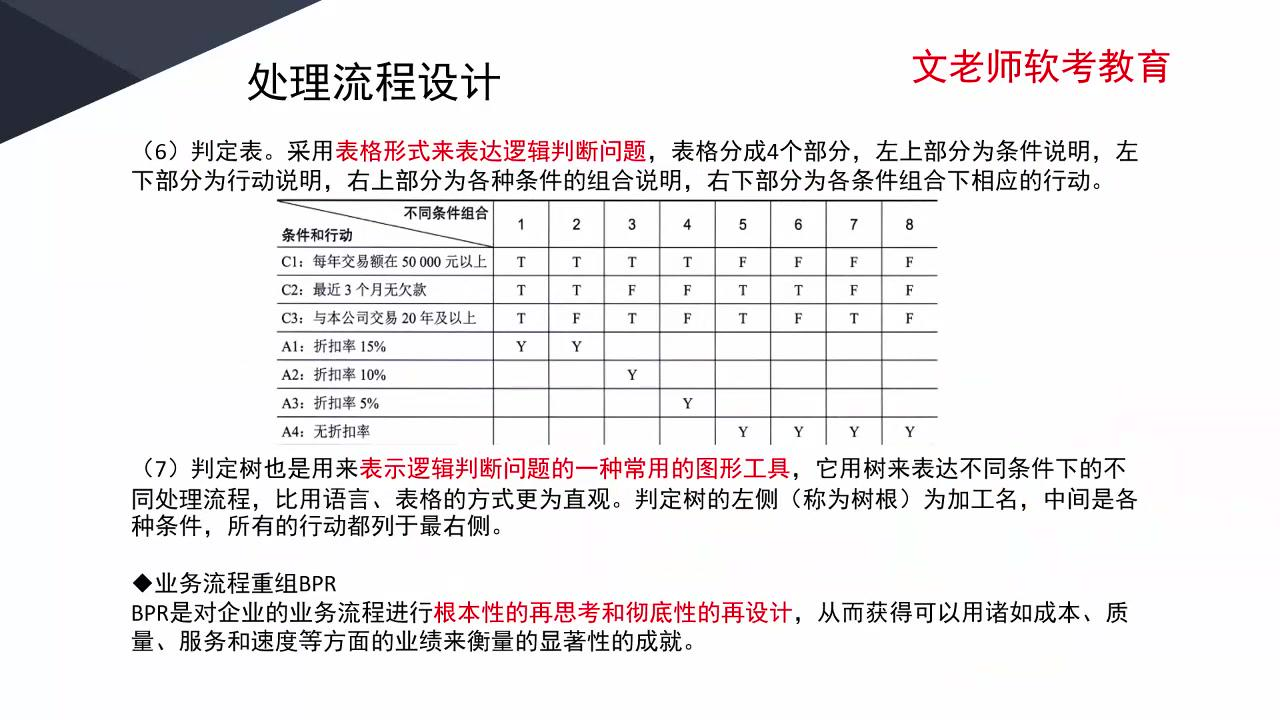 处理流程设计
文老师软考教育
（6）判定表。采用表格形式来表达逻辑判断问题，表格分成4个部分，左上部分为条件说明，左
下部分为行动说明，右上部分为各种条件的组合说明，右下部分为各条件组合下相应的行动。
不同条件组合
条件和行动 1 2 3 4 5 6 7 8
C1：每年交易额在 50 000 元以上 T T T T F F F F
C2：最近 3 个月无欠款 T T F F T T F F
C3：与本公司交易 20 年及以上 T F T F T F T F
A1：折扣率 15% Y Y
A2：折扣率 10% Y
A3：折扣率 5% Y
A4：无折扣率 Y Y Y Y
（7）判定树也是用来表示逻辑判断问题的一种常用的图形工具，它用树来表达不同条件下的不
同处理流程，比用语言、表格的方式更为直观。判定树的左侧（称为树根）为加工名，中间是各
种条件，所有的行动都列于最右侧。
◆业务流程重组BPR
BPR是对企业的业务流程进行根本性的再思考和彻底性的再设计，从而获得可以用诸如成本、质
量、服务和速度等方面的业绩来衡量的显著性的成就。